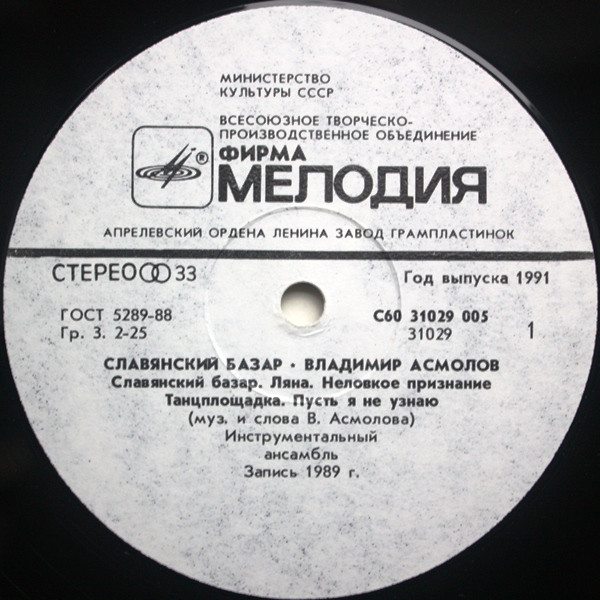 МИНИСТЕРСТВО
КУЛЬТУРЫ СССР
ВСЕСОЮЗНОЕ ТВОРЧЕСКО-
ПРОИЗВОДСТВЕННОЕ ОБЪЕДИНЕНИЕ
®
ФИРМА
МЕЛОДИЯ
АПРЕЛЕВСКИЙ ОРДЕНА ЛЕНИНА ЗАВОД ГРАМПЛАСТИНОК
СТЕРЕО 33
Год выпуска 1991
ГОСТ 5289-88
С60 31029 005
Гр. 3. 2-25
31029
1
СЛАВЯНСКИЙ БАЗАР · ВЛАДИМИР АСМОЛОВ
Славянский базар. Ляна. Неловкое признание
Танцплощадка. Пусть я не узнаю
(муз. и слова В. Асмолова)
Инструментальный
ансамбль
Запись 1989 г.